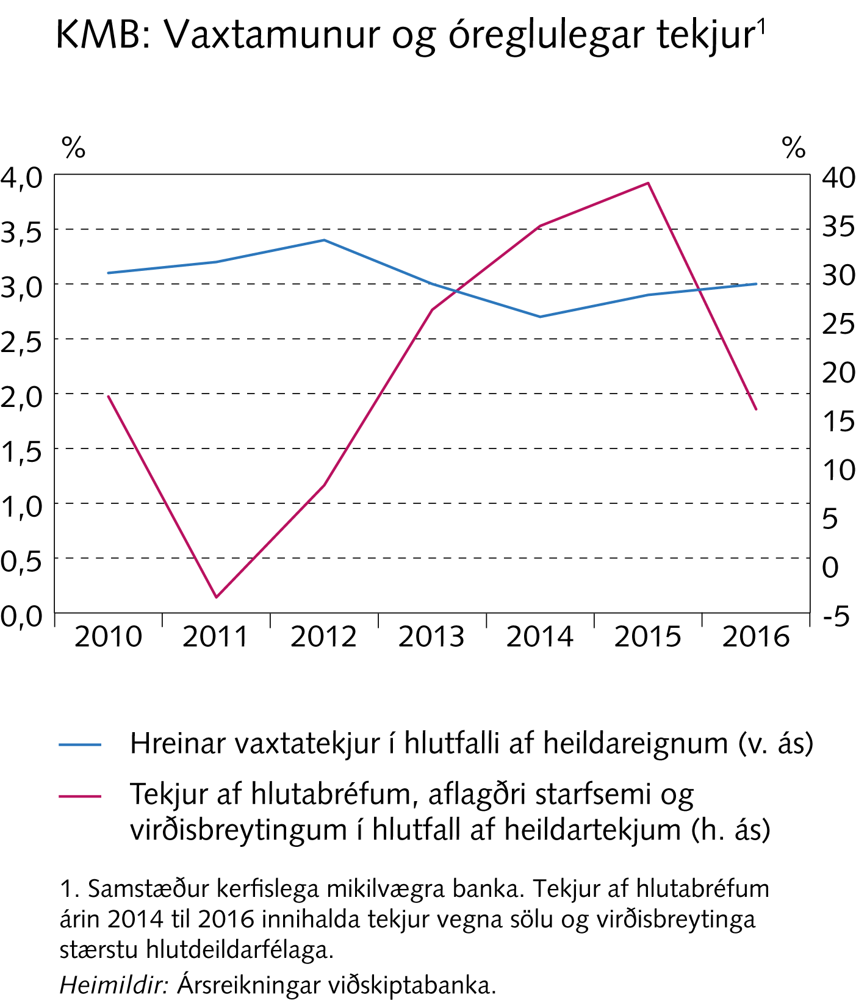 KMB: Vaxtamunur og óreglulegar tekjur¹
% %
4,0 40
3,5 35
3,0 30
2,5 25
2,0 20
1,5 15
1,0 10
0,5 5
0,0 0
-5
2010 2011 2012 2013 2014 2015 2016
Hreinar vaxtatekjur í hlutfalli af heildareignum (v. ás)
Tekjur af hlutabréfum, aflagðri starfsemi og
virðisbreytingum í hlutfall af heildartekjum (h. ás)
1. Samstæður kerfislega mikilvægra banka. Tekjur af hlutabréfum
árin 2014 til 2016 innihalda tekjur vegna sölu og virðisbreytinga
stærstu hlutdeildarfélaga.
Heimildir: Ársreikningar viðskiptabanka.